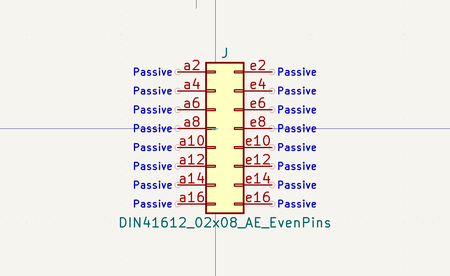 J
Passive a2 e2 Passive
Passive a4 e4 Passive
Passive a6 e6 Passive
Passive a8 e8 Passive
Passive a10 e10 Passive
Passive a12 e12 Passive
Passive a14 e14 Passive
Passive a16 e16 Passive
DIN41612_02x08_AE_EvenPins